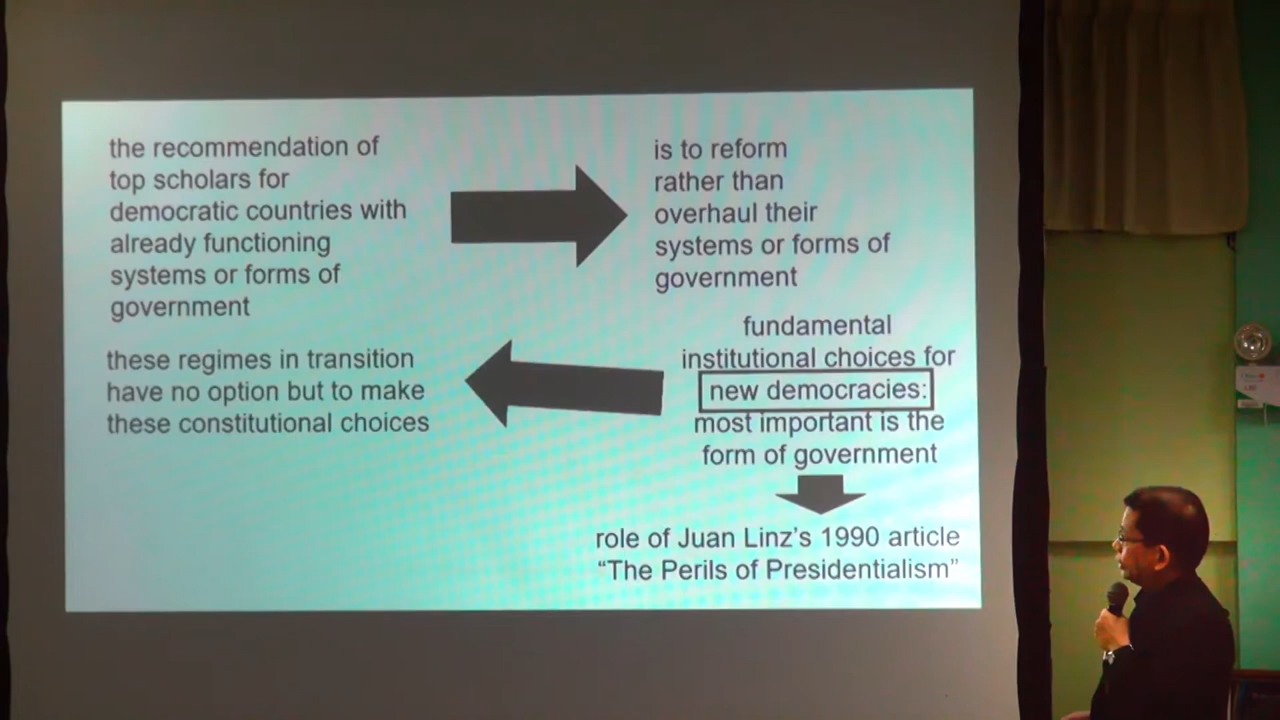 the recommendation of
top scholars for
democratic countries with
already functioning
systems or forms of
government
is to reform
rather than
overhaul their
systems or forms of
government
fundamental
institutional choices for
new democracies:
most important is the
form of government
these regimes in transition
have no option but to make
these constitutional choices
role of Juan Linz's 1990 article
“The Perils of Presidentialism”